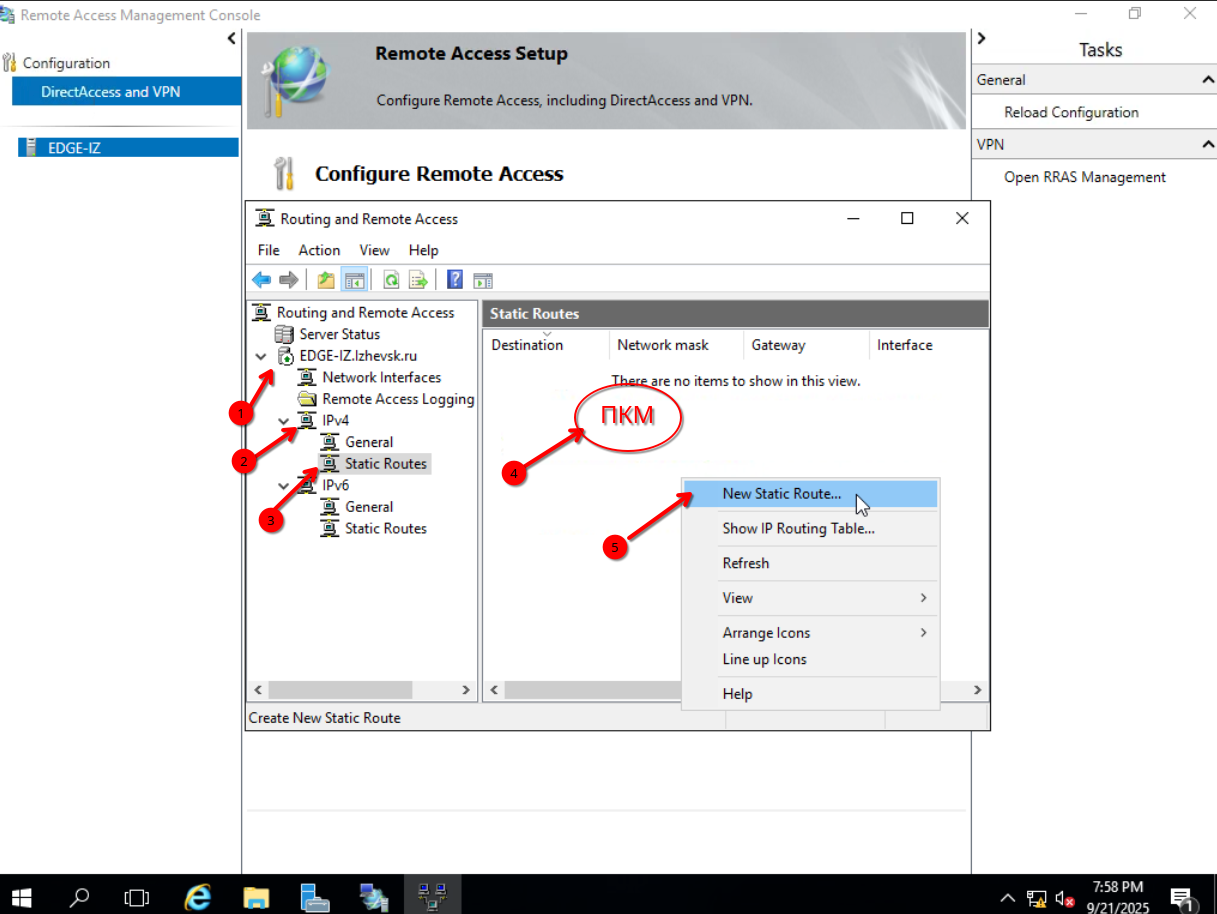 Remote Access Management Console
Configuration
DirectAccess and VPN
EDGE-IZ
Remote Access Setup
Configure Remote Access, including DirectAccess and VPN.
Configure Remote Access
Tasks
General
Reload Configuration
VPN
Open RRAS Management
Routing and Remote Access
File Action View Help
Routing and Remote Access
Server Status
EDGE-IZ.Izhevsk.ru
Network Interfaces
Remote Access Logging
IPv4
General
Static Routes
IPv6
General
Static Routes
1
2
3
Static Routes
Destination Network mask Gateway Interface
There are no items to show in this view.
ПКМ
4
5
New Static Route...
Show IP Routing Table...
Refresh
View
Arrange Icons
Line up Icons
Help
Create New Static Route
7:58 PM
9/21/2025
1